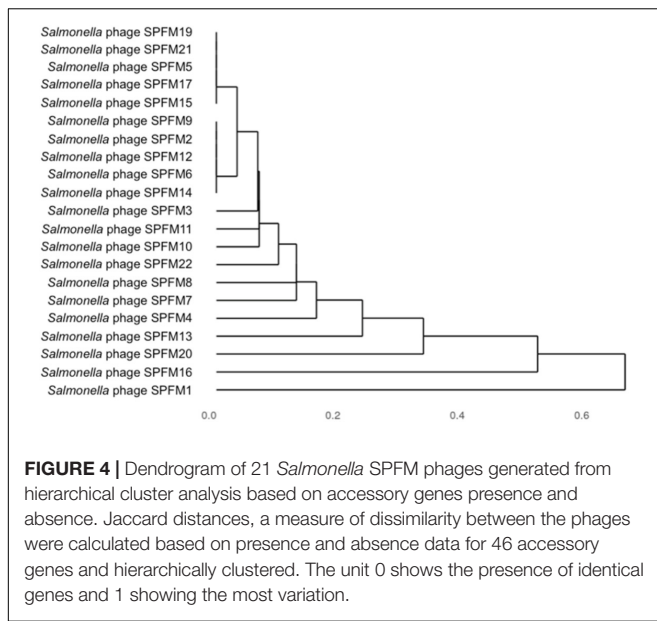 Salmonella phage SPFM19
Salmonella phage SPFM21
Salmonella phage SPFM5
Salmonella phage SPFM17
Salmonella phage SPFM15
Salmonella phage SPFM9
Salmonella phage SPFM2
Salmonella phage SPFM12
Salmonella phage SPFM6
Salmonella phage SPFM14
Salmonella phage SPFM3
Salmonella phage SPFM11
Salmonella phage SPFM10
Salmonella phage SPFM22
Salmonella phage SPFM8
Salmonella phage SPFM7
Salmonella phage SPFM4
Salmonella phage SPFM13
Salmonella phage SPFM20
Salmonella phage SPFM16
Salmonella phage SPFM1
0.0 0.2 0.4 0.6
FIGURE 4 | Dendrogram of 21 Salmonella SPFM phages generated from
hierarchical cluster analysis based on accessory genes presence and
absence. Jaccard distances, a measure of dissimilarity between the phages
were calculated based on presence and absence data for 46 accessory
genes and hierarchically clustered. The unit 0 shows the presence of identical
genes and 1 showing the most variation.